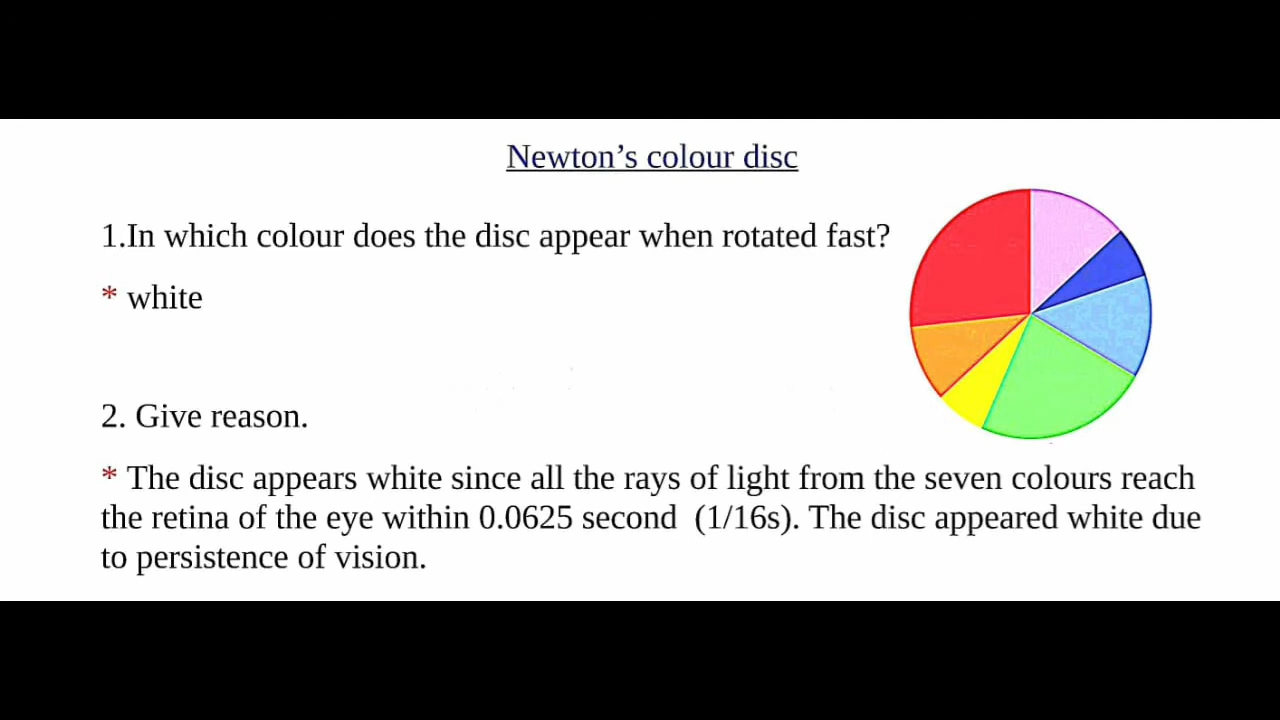 Newton’s colour disc
1.In which colour does the disc appear when rotated fast?
* white
2. Give reason.
* The disc appears white since all the rays of light from the seven colours reach
the retina of the eye within 0.0625 second  (1/16s). The disc appeared white due
to persistence of vision.